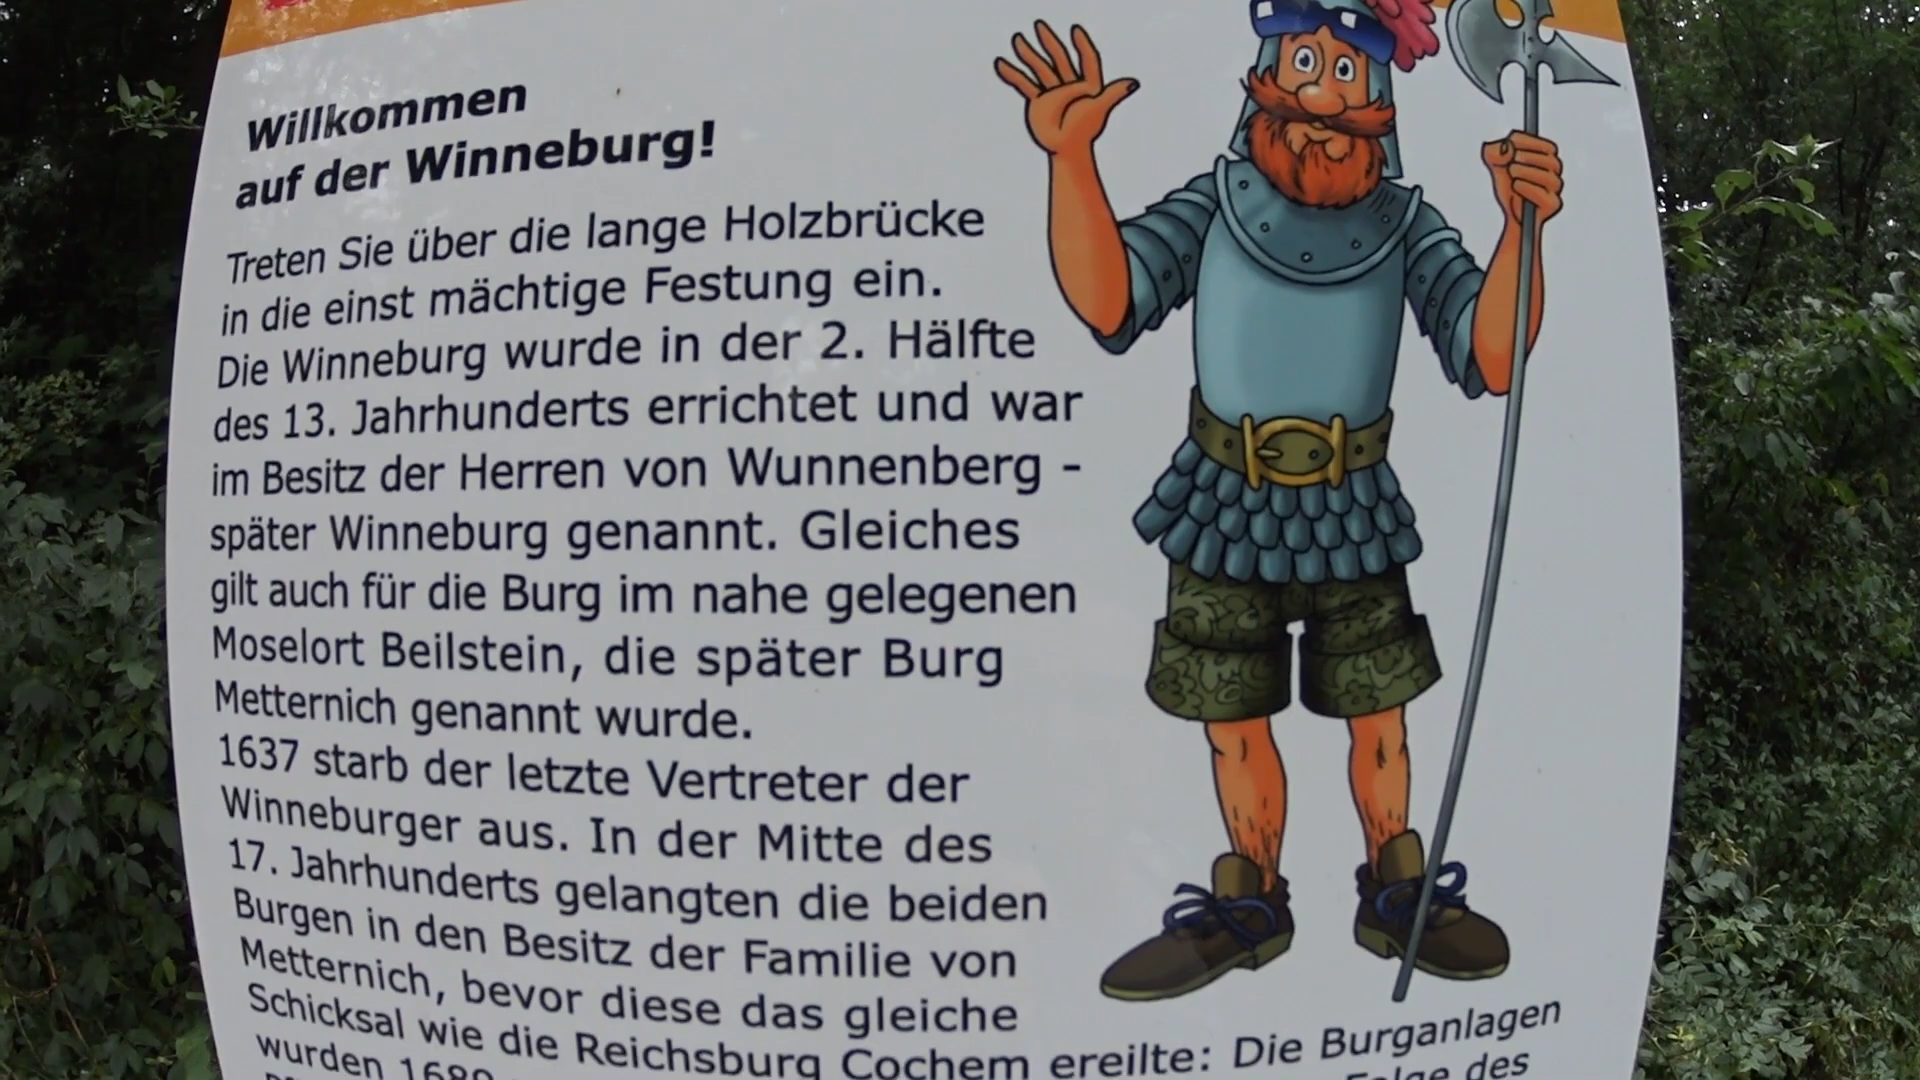 Willkommen
auf der Winneburg!
Treten Sie über die lange Holzbrücke
in die einst mächtige Festung ein.
Die Winneburg wurde in der 2. Hälfte
des 13. Jahrhunderts errichtet und war
im Besitz der Herren von Wunnenberg -
später Winneburg genannt. Gleiches
gilt auch für die Burg im nahe gelegenen
Moselort Beilstein, die später Burg
Metternich genannt wurde.
1637 starb der letzte Vertreter der
Winneburger aus. In der Mitte des
17. Jahrhunderts gelangten die beiden
Burgen in den Besitz der Familie von
Metternich, bevor diese das gleiche
Schicksal wie die Reichsburg Cochem ereilte: Die Burganlagen
wurden 1689 Folge des